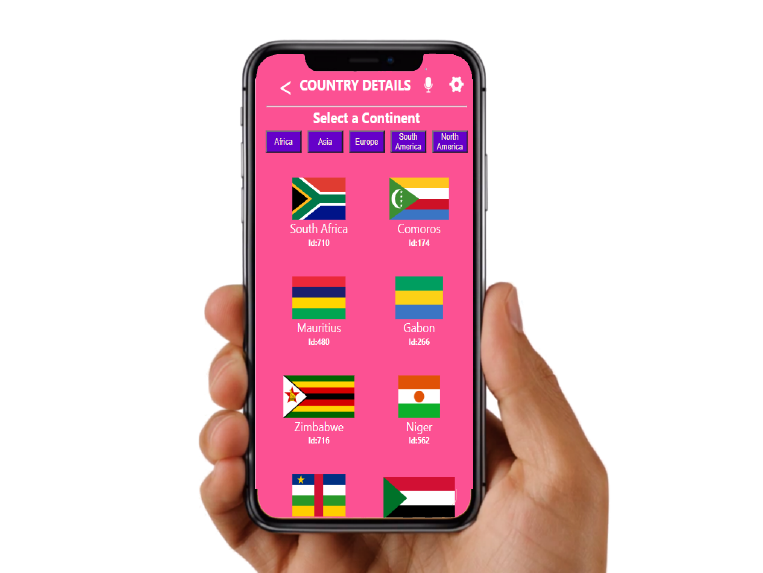 < COUNTRY DETAILS
Select a Continent
Africa
Asia
Europe
South
America
North
America
South Africa
Id:710
Comoros
Id:174
Mauritius
Id:480
Gabon
Id:266
Zimbabwe
Id:716
Niger
Id:562